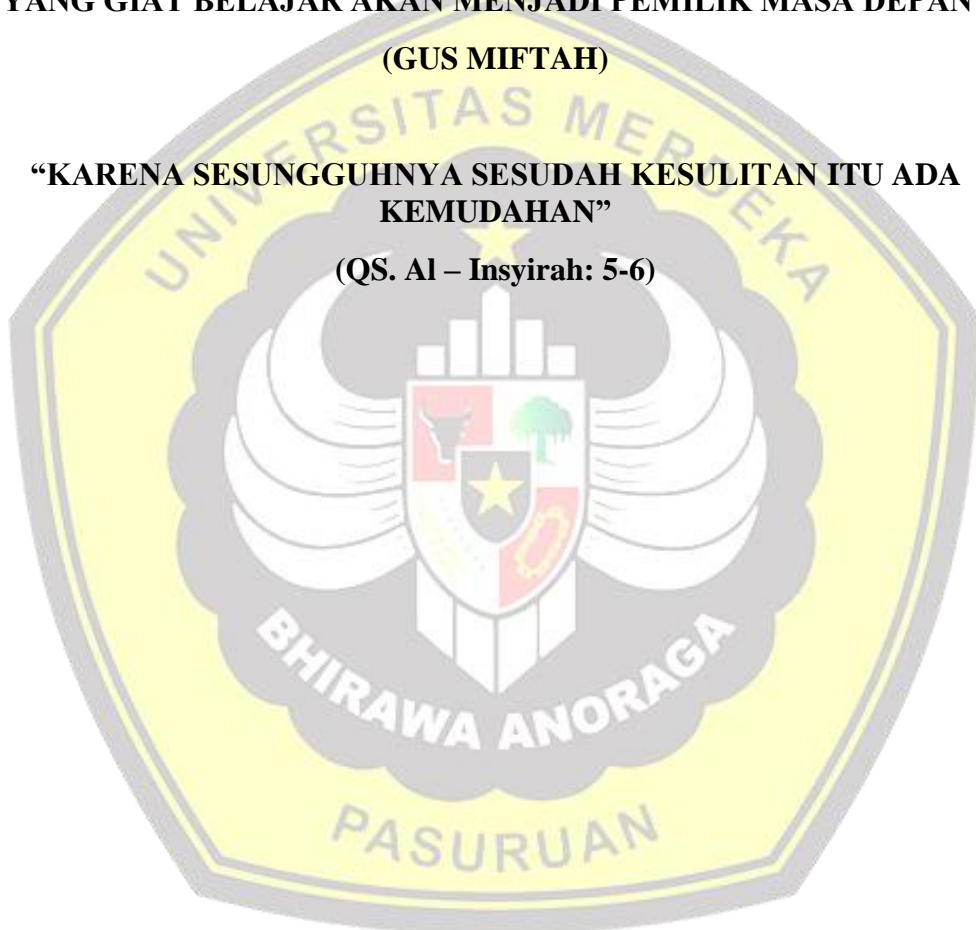 YANG GIAT BELAJAR AKAN MENJADI PEMILIK MASA DEPAN
(GUS MIFTAH)
“KARENA SESUNGGUHNYA SESUDAH KESULITAN ITU ADA
KEMUDAHAN”
(QS. Al – Insyirah: 5-6)
UNIVERSITAS MERDEKA
BHIRAWA ANORAGA
PASURUAN